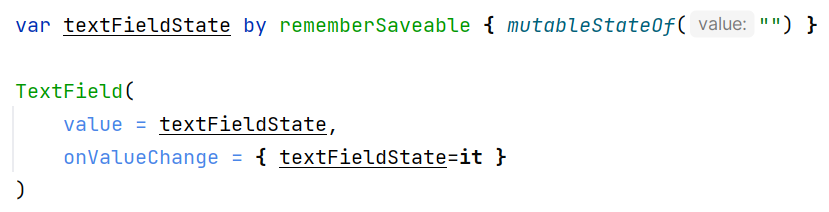 var textFieldState by rememberSaveable { mutableStateOf( value: "") }
TextField(
value = textFieldState,
onValueChange = { textFieldState=it }
)